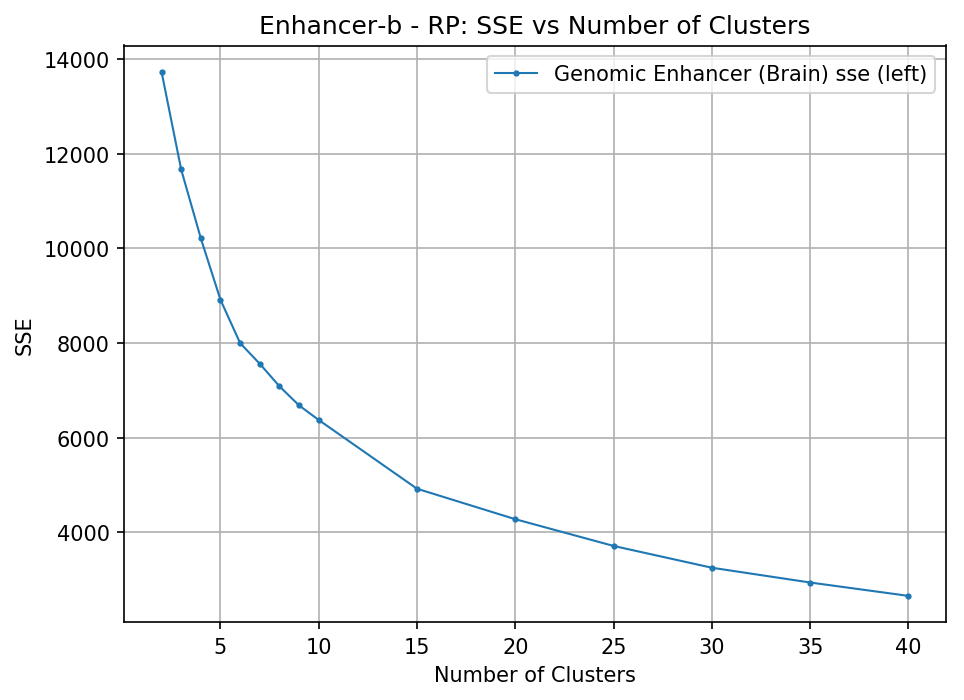 Enhancer-b - RP: SSE vs Number of Clusters
Genomic Enhancer (Brain) sse (left)
14000
12000
10000
8000
6000
4000
SSE
5 10 15 20 25 30 35 40
Number of Clusters